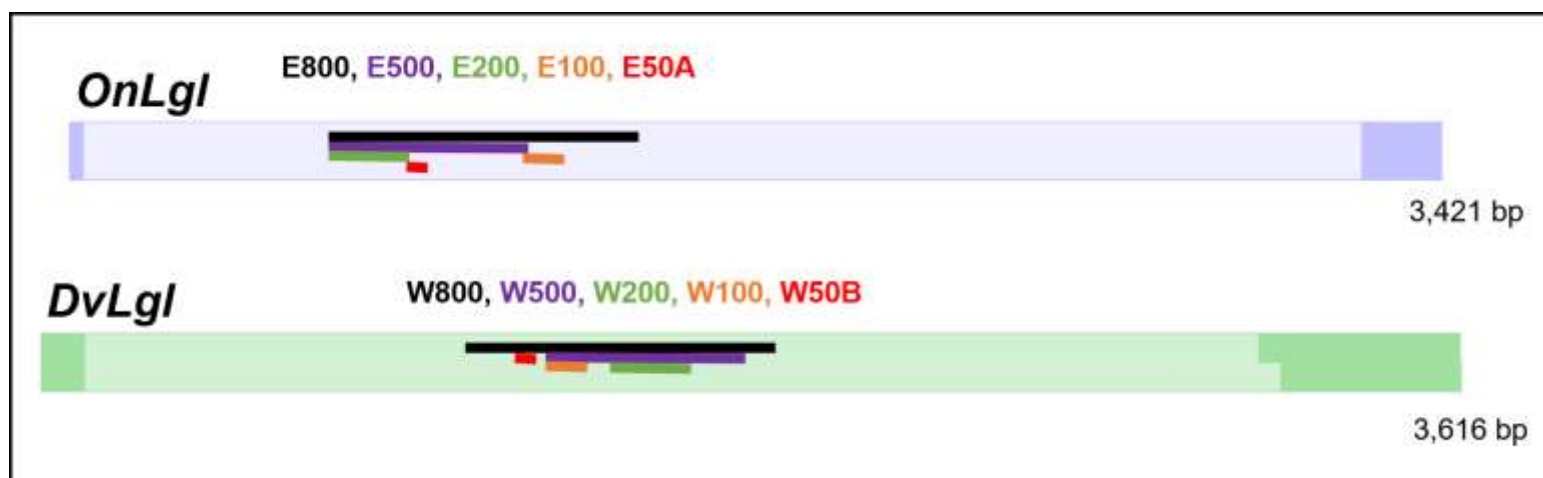 E800, E500, E200, E100, E50A
OnLgl
3,421 bp
W800, W500, W200, W100, W50B
DvLgl
3,616 bp